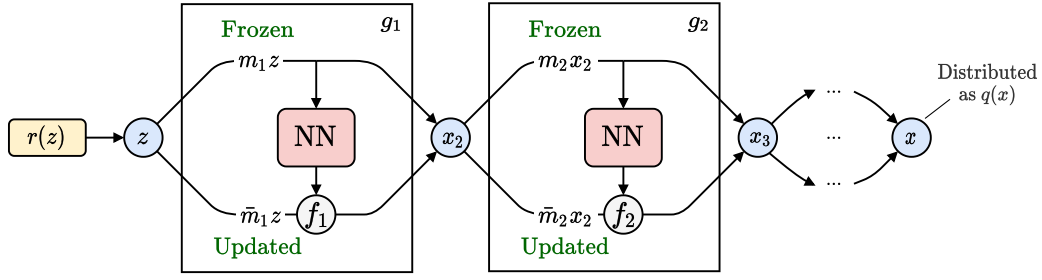 Frozen
g₁
Frozen
g₂
m₁z
m₂x₂
Distributed
as q(x)
...
r(z)
z
NN
x₂
NN
x₃
...
x
...
m̄₁z
f₁
m̄₂x₂
f₂
Updated
Updated